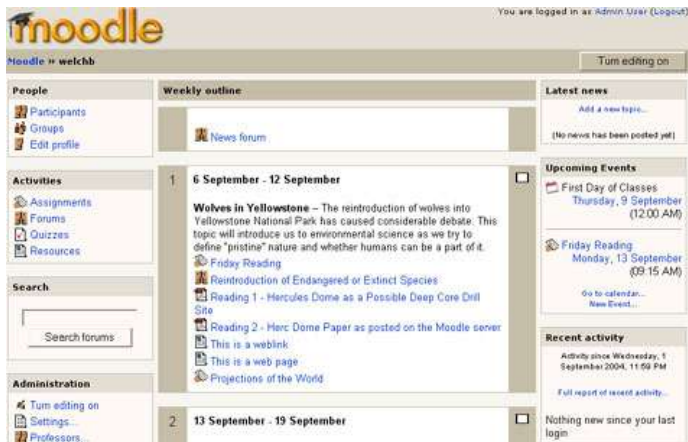 moodle
You are logged in as Admin User (Logout)
Moodle » welchb
Turn editing on
People
Participants
Groups
Edit profile
Activities
Assignments
Forums
Quizzes
Resources
Search
Search forums
Administration
Turn editing on
Settings...
Professors...
Weekly outline
News forum
1
6 September - 12 September
Wolves in Yellowstone – The reintroduction of wolves into
Yellowstone National Park has caused considerable debate. This
topic will introduce us to environmental science as we try to
define "pristine" nature and whether humans can be a part of it.
Friday Reading
Reintroduction of Endangered or Extinct Species
Reading 1 - Hercules Dome as a Possible Deep Core Drill
Site
Reading 2 - Herc Dome Paper as posted on the Moodle server
This is a weblink
This is a web page
Projections of the World
2
13 September - 19 September
Latest news
Add a new topic...
(No news has been posted yet)
Upcoming Events
First Day of Classes
Thursday, 9 September
(12:00 AM)
Friday Reading
Monday, 13 September
(09:15 AM)
Go to calendar...
New Event...
Recent activity
Activity since Wednesday, 1
September 2004, 11:59 PM
Full report of recent activity...
Nothing new since your last
login